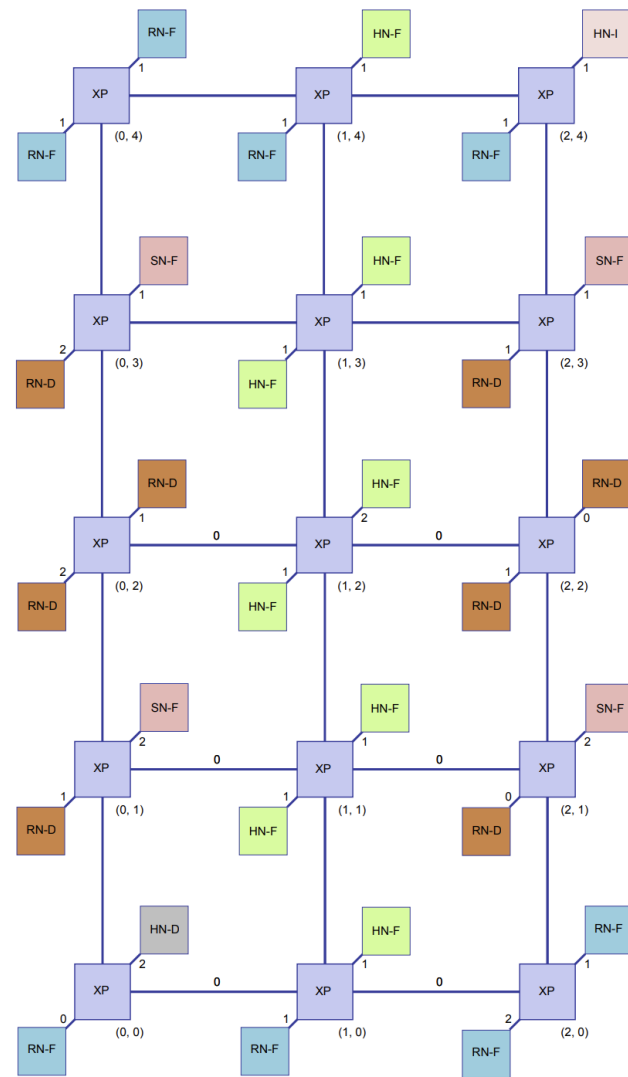 RN-F HN-F HN-I
1 1 1
XP XP XP
1 1 1
(0, 4) (1, 4) (2, 4)
RN-F RN-F RN-F
SN-F HN-F SN-F
1 1 1
XP XP XP
2 1 1
(0, 3) (1, 3) (2, 3)
RN-D HN-F RN-D
RN-D HN-F RN-D
1 2 0
0 0
XP XP XP
2 1 1
(0, 2) (1, 2) (2, 2)
RN-D HN-F RN-D
SN-F HN-F SN-F
2 1 2
0 0
XP XP XP
1 1 0
(0, 1) (1, 1) (2, 1)
RN-D HN-F RN-D
HN-D HN-F RN-F
2 1 1
0 0
XP XP XP
0 1 2
(0, 0) (1, 0) (2, 0)
RN-F RN-F RN-F